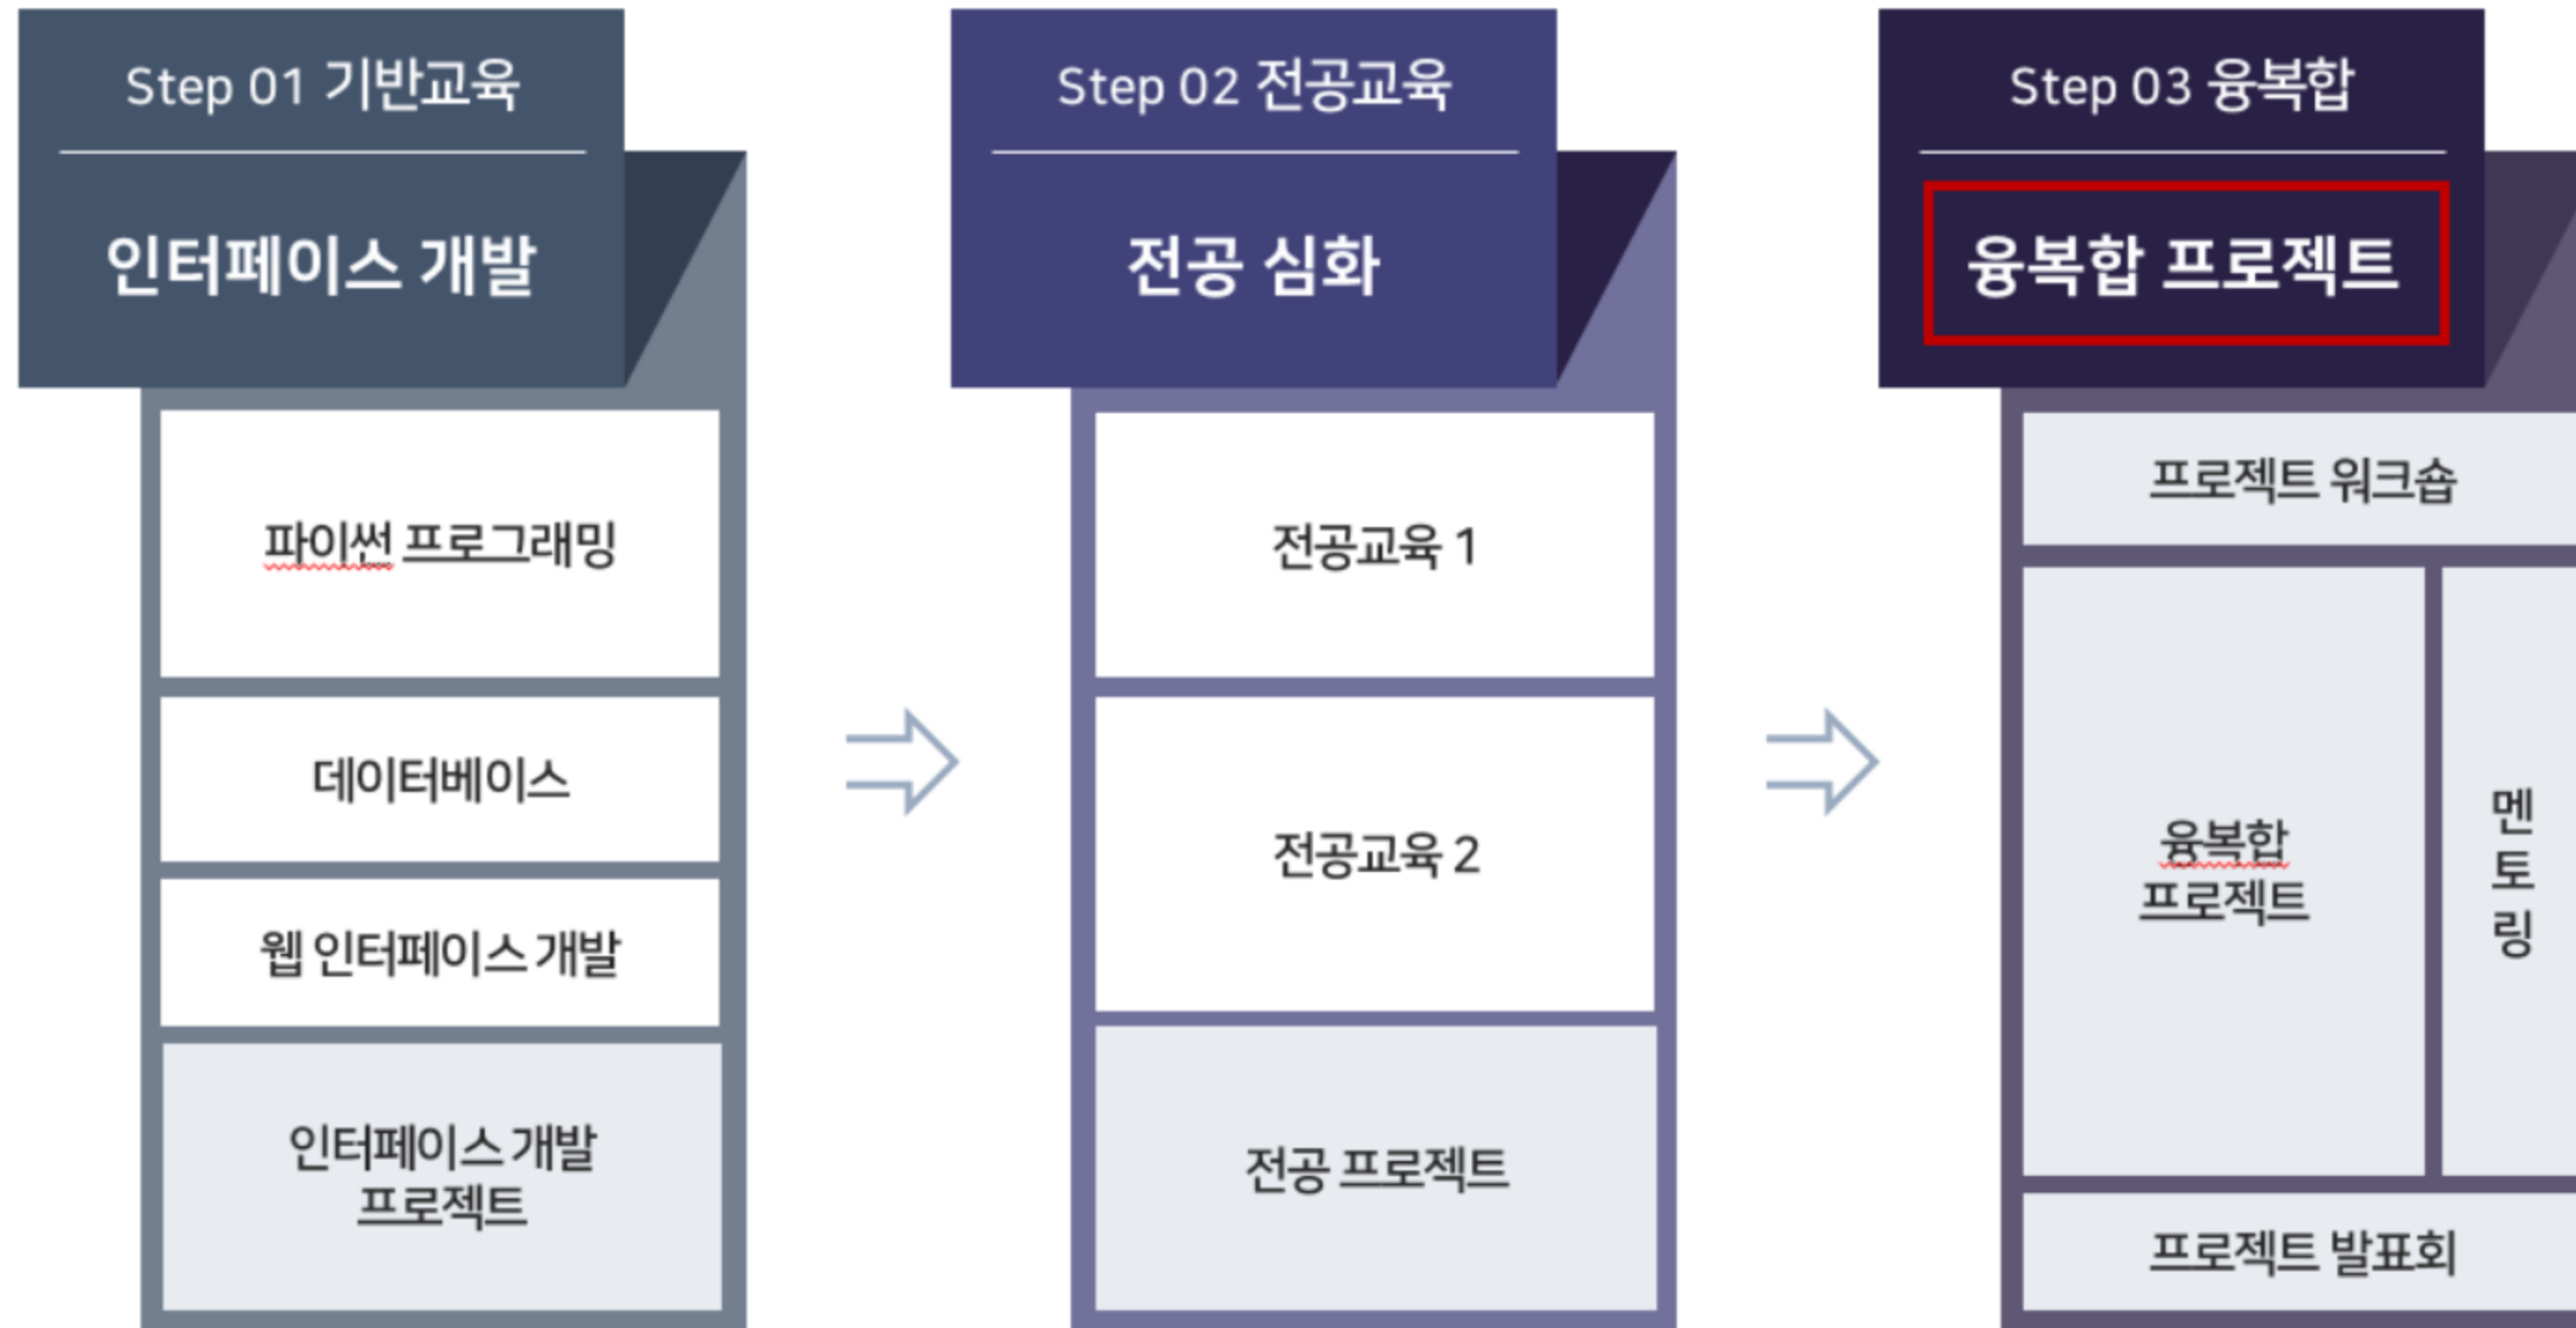 Step 01 기반교육
인터페이스 개발
파이썬 프로그래밍
데이터베이스
웹 인터페이스 개발
인터페이스 개발
프로젝트
Step 02 전공교육
전공 심화
전공교육 1
전공교육 2
전공 프로젝트
Step 03 융복합
융복합 프로젝트
프로젝트 워크숍
융복합
프로젝트
멘
토
링
프로젝트 발표회